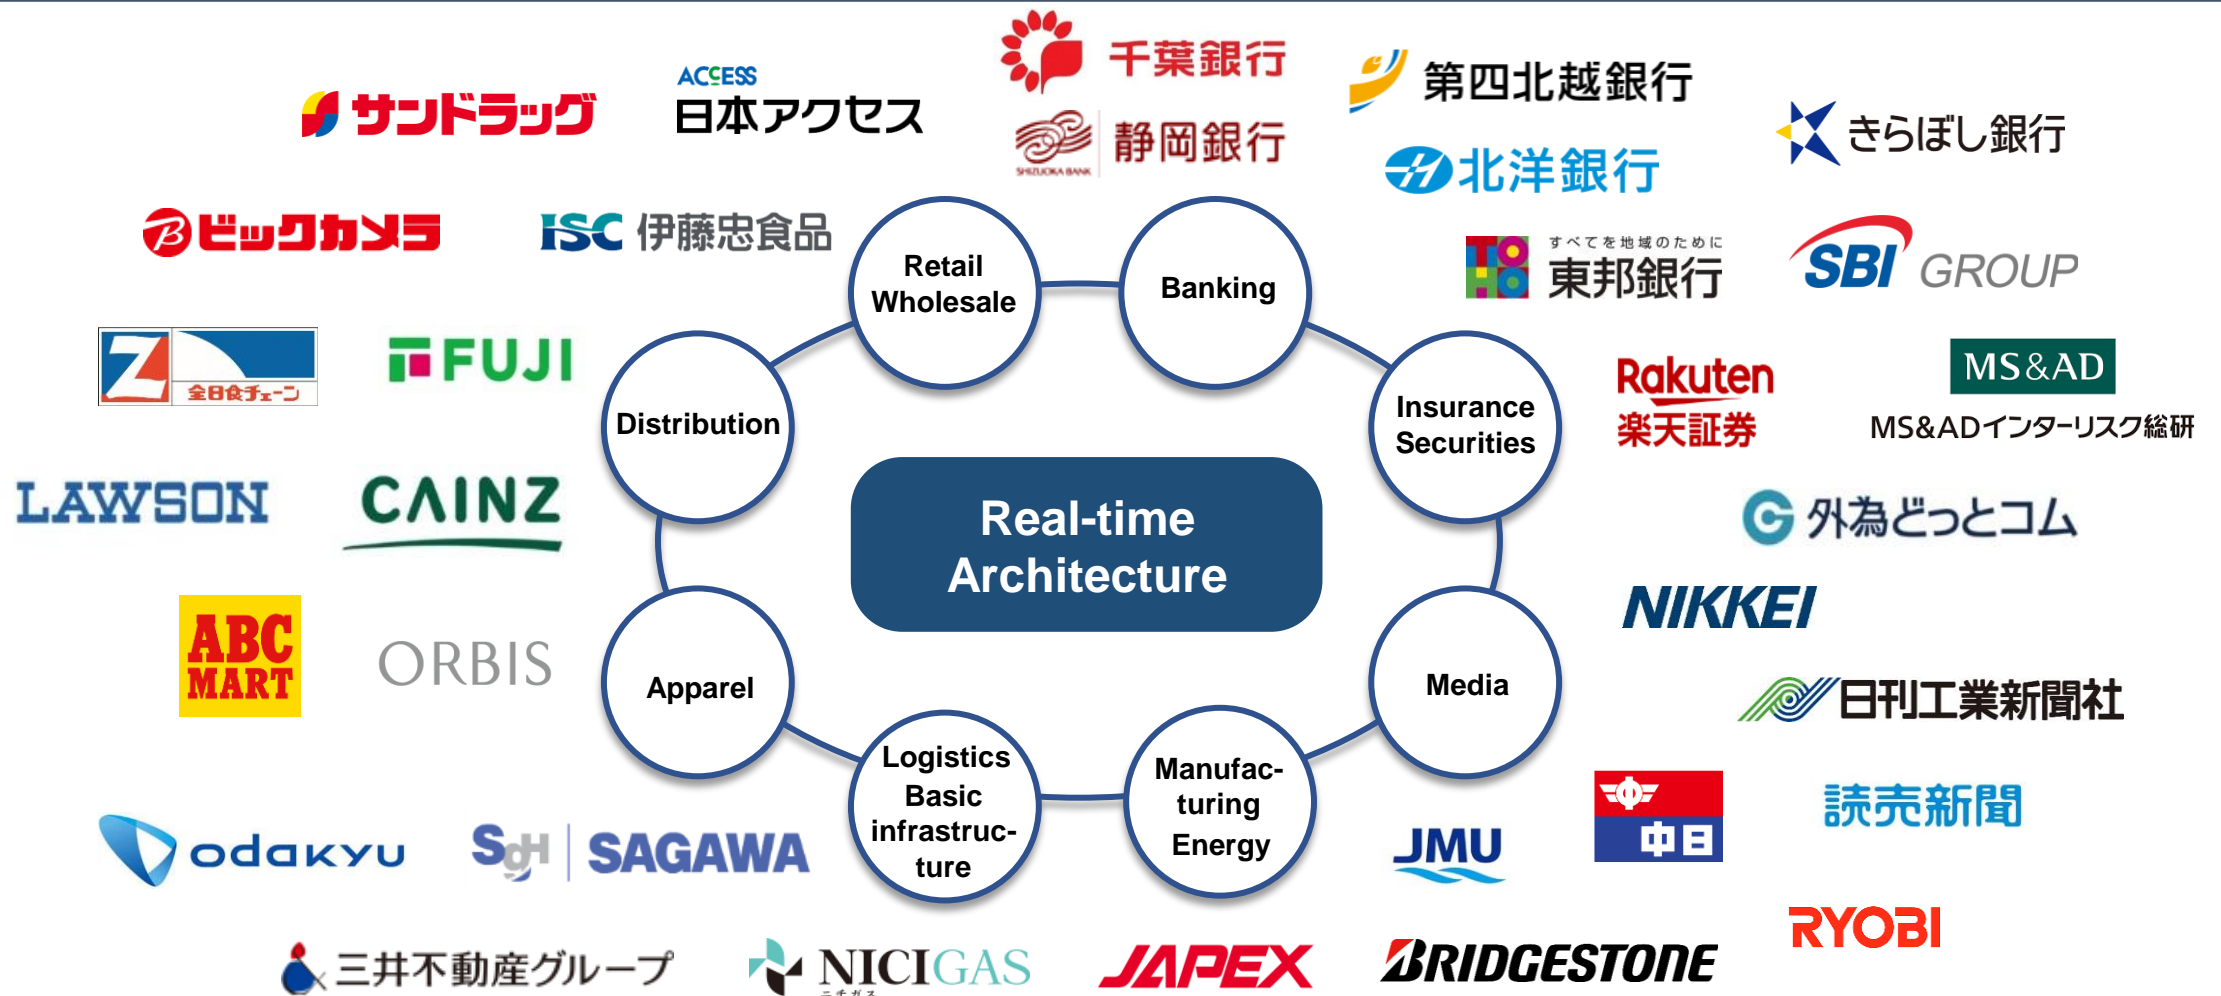 千葉銀行
ACCESS
日本アクセス
サンドラッグ
第四北越銀行
きらぼし銀行
SHIZUOKA BANK
静岡銀行
北洋銀行
ビックカメラ
ISC 伊藤忠食品
Retail
Wholesale
Banking
すべてを地域のために
TOHO
東邦銀行
SBI GROUP
Z
全日食チェーン
FUJI
Distribution
Insurance
Securities
Rakuten
楽天証券
MS&AD
MS&ADインターリスク総研
LAWSON
CAINZ
Real-time
Architecture
外為どっとコム
NIKKEI
ABC
MART
ORBIS
Apparel
Media
日刊工業新聞社
Logistics
Basic
infrastruc-
ture
Manufac-
turing
Energy
odakyu
SGH SAGAWA
JMU
中
中日
読売新聞
RYOBI
三井不動産グループ
NICIGAS
ニチガス
JAPEX
BRIDGESTONE